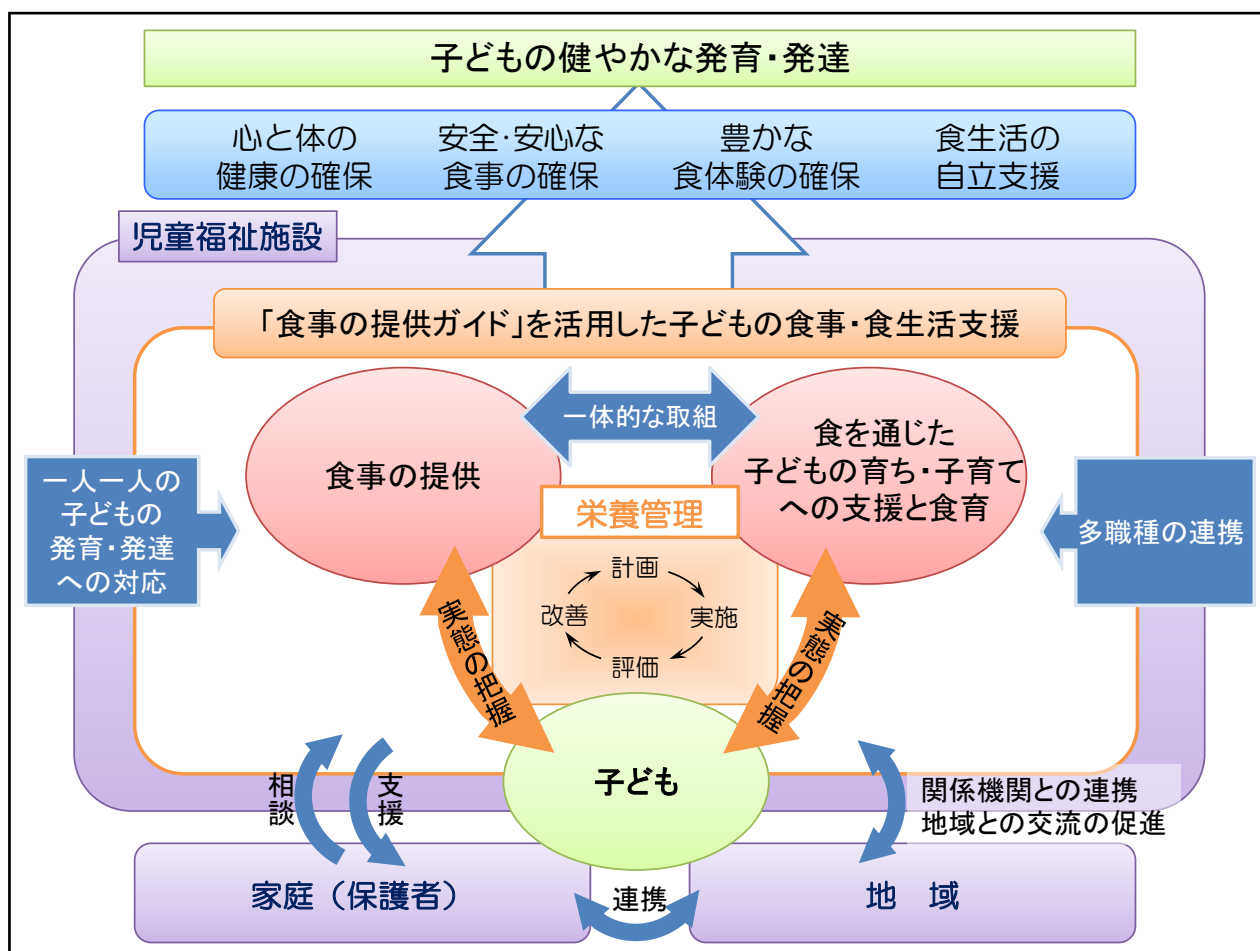 子どもの健やかな発育・発達
心と体の
健康の確保
安全・安心な
食事の確保
豊かな
食体験の確保
食生活の
自立支援
児童福祉施設
「食事の提供ガイド」を活用した子どもの食事・食生活支援
一体的な取組
食事の提供
食を通じた
子どもの育ち・子育て
への支援と食育
一人一人の
子どもの
発育・発達
への対応
栄養管理
多職種の連携
計画
改善
実施
評価
実態の把握
実態の把握
子ども
相談
支援
関係機関との連携
地域との交流の促進
家庭（保護者）
連携
地　域